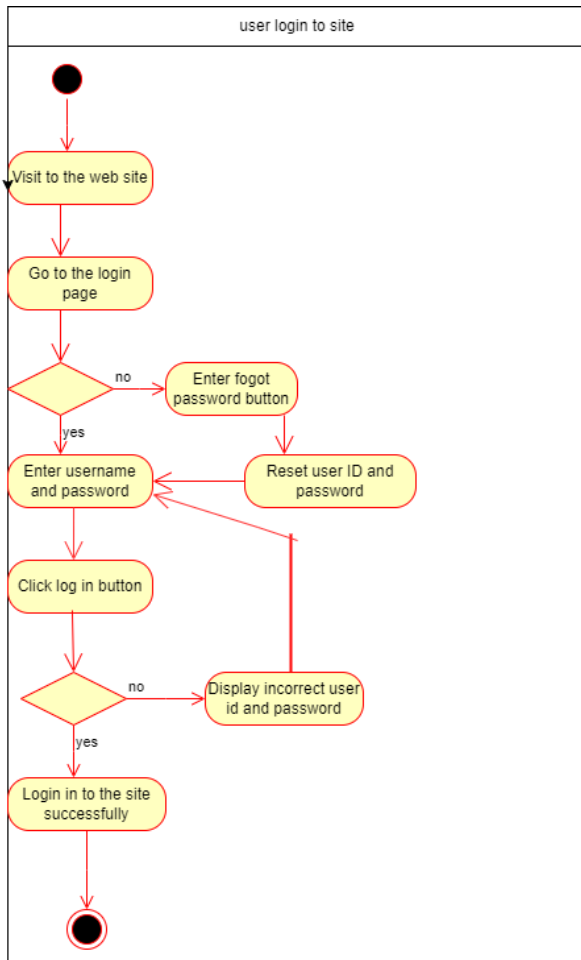 user login to site
Visit to the web site
Go to the login
page
no
Enter fogot
password button
yes
Enter username
and password
Reset user ID and
password
Click log in button
no
Display incorrect user
id and password
yes
Login in to the site
successfully